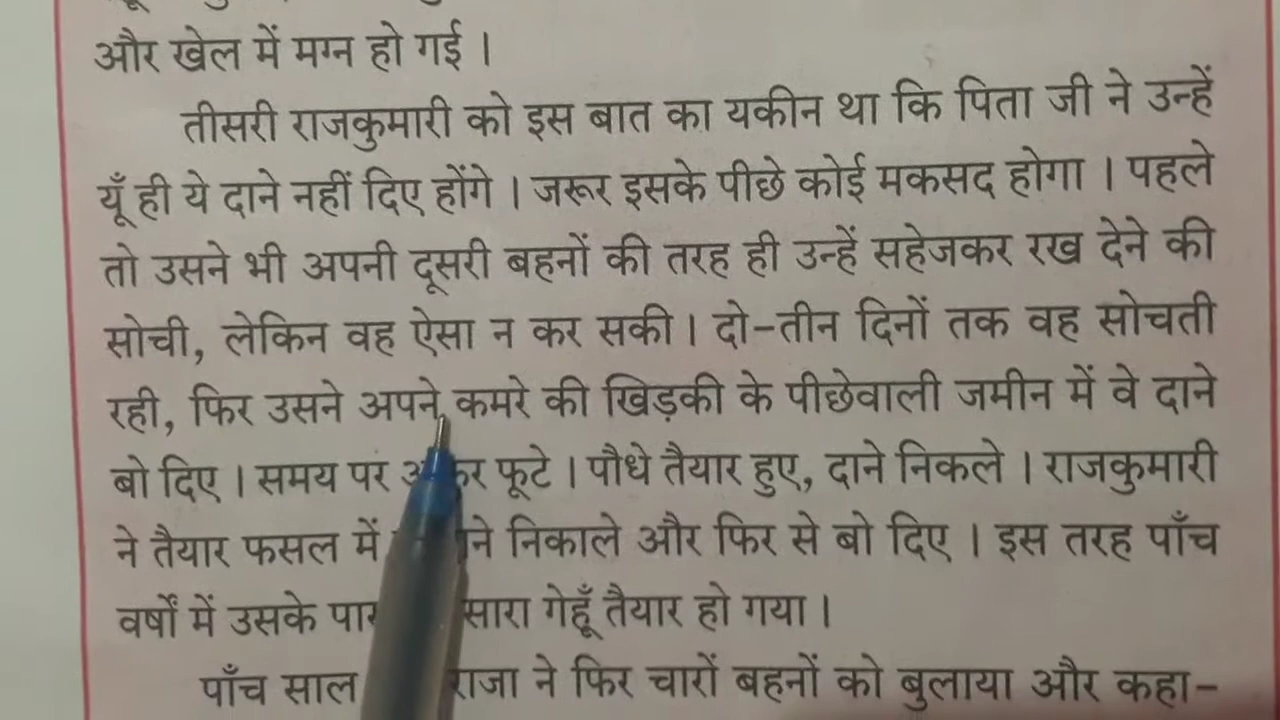 और खेल में मग्न हो गई ।
तीसरी राजकुमारी को इस बात का यकीन था कि पिता जी ने उन्हें
यूँ ही ये दाने नहीं दिए होंगे । जरूर इसके पीछे कोई मकसद होगा । पहले
तो उसने भी अपनी दूसरी बहनों की तरह ही उन्हें सहेजकर रख देने की
सोची, लेकिन वह ऐसा न कर सकी । दो-तीन दिनों तक वह सोचती
रही, फिर उसने अपने कमरे की खिड़की के पीछेवाली जमीन में वे दाने
बो दिए । समय पर फूटे । पौधे तैयार हुए, दाने निकले । राजकुमारी
ने तैयार फसल में निकाले और फिर से बो दिए । इस तरह पाँच
वर्षों में उसके सारा गेहूँ तैयार हो गया ।
पाँच साल राजा ने फिर चारों बहनों को बुलाया और कहा-